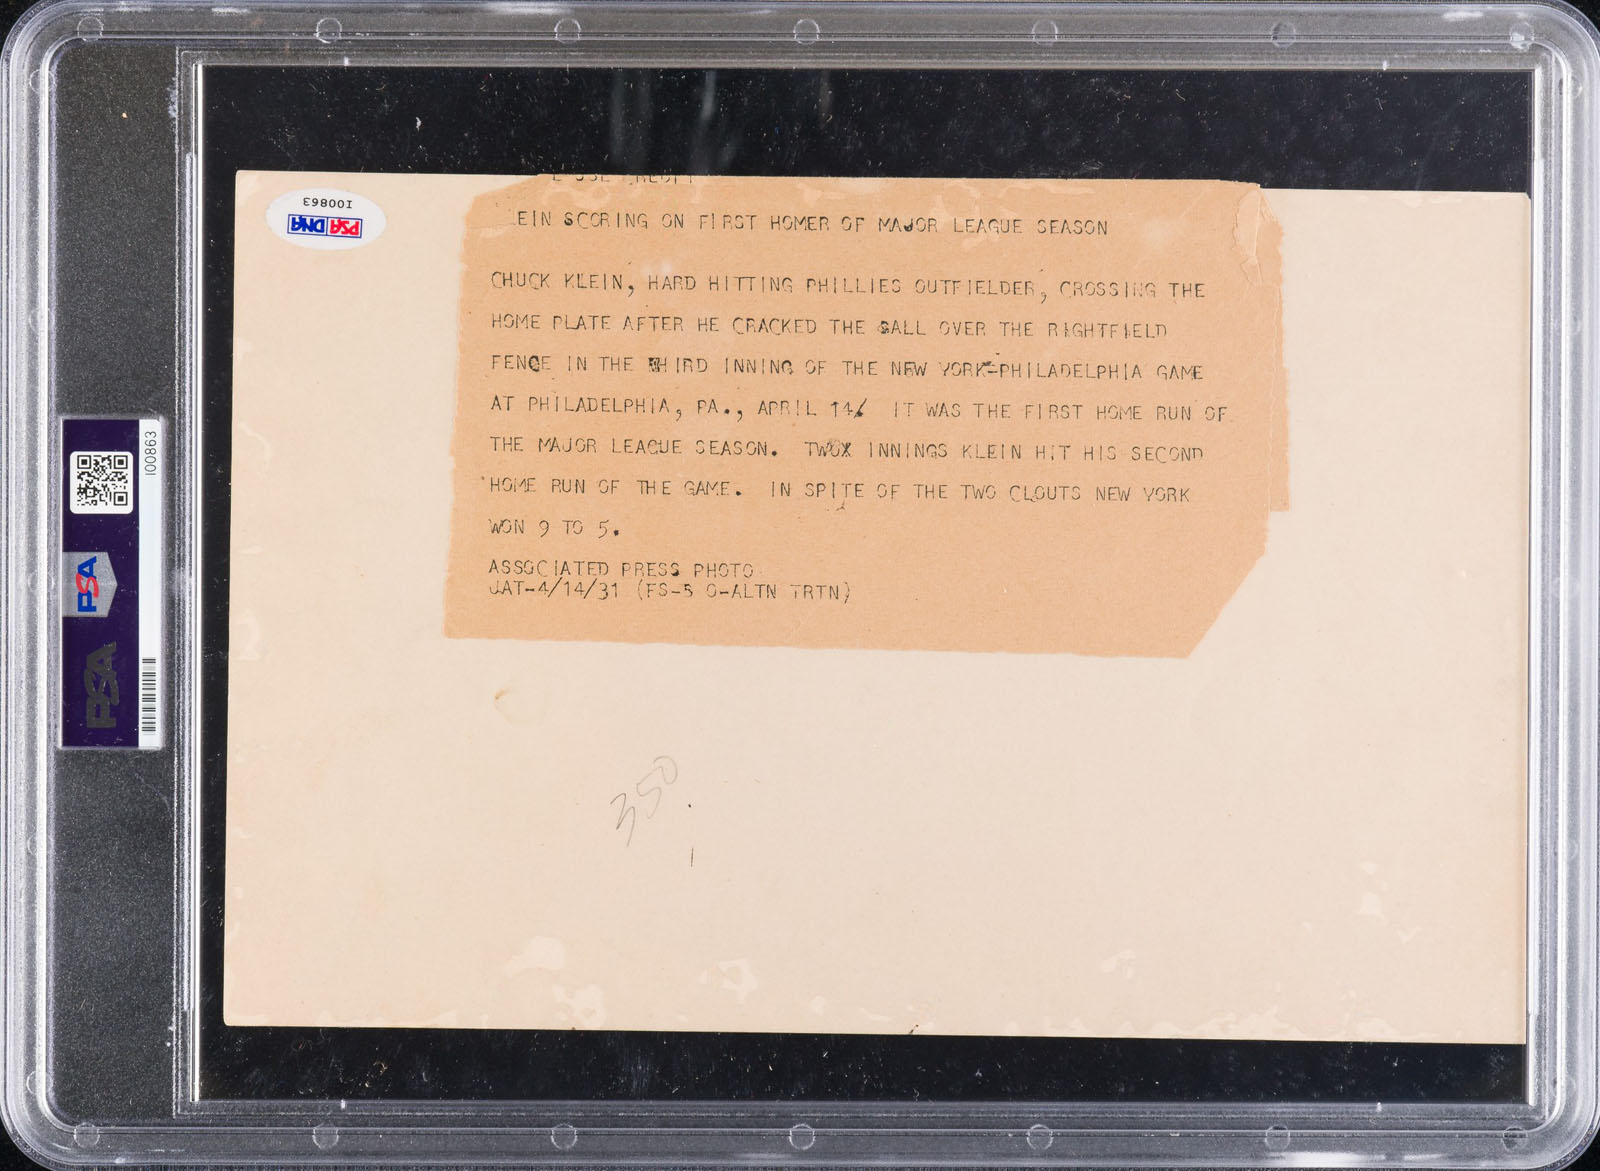 I00863
PSA DNA
LEIN SCORING ON FIRST HOMER OF MAJOR LEAGUE SEASON
CHUCK KLEIN, HARD HITTING PHILLIES OUTFIELDER, CROSSING THE
HOME PLATE AFTER HE CRACKED THE BALL OVER THE RIGHTFIELD
FENCE IN THE THIRD INNING OF THE NEW YORK-PHILADELPHIA GAME
AT PHILADELPHIA, PA., APRIL 14/ IT WAS THE FIRST HOME RUN OF
THE MAJOR LEAGUE SEASON. TWOX INNINGS KLEIN HIT HIS SECOND
HOME RUN OF THE GAME. IN SPITE OF THE TWO CLOUTS NEW YORK
WON 9 TO 5.
ASSOCIATED PRESS PHOTO
JAT-4/14/31 (FS-5 O-ALTN TRTN)
350
I00863
PSA
PSA